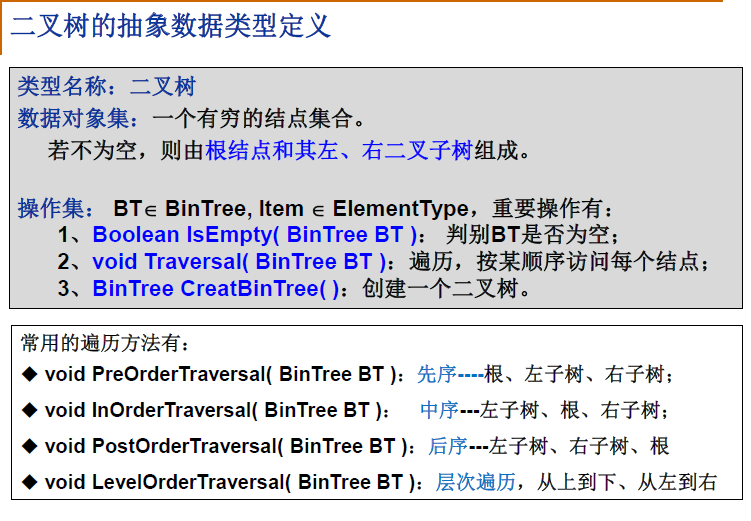 二叉树的抽象数据类型定义
类型名称：二叉树
数据对象集：一个有穷的结点集合。
若不为空，则由根结点和其左、右二叉子树组成。
操作集： BT∈ BinTree, Item ∈ ElementType，重要操作有：
1、Boolean IsEmpty( BinTree BT )： 判别BT是否为空；
2、void Traversal( BinTree BT )：遍历，按某顺序访问每个结点；
3、BinTree CreatBinTree( )：创建一个二叉树。
常用的遍历方法有：
◆ void PreOrderTraversal( BinTree BT )：先序----根、左子树、右子树；
◆ void InOrderTraversal( BinTree BT )： 中序---左子树、根、右子树；
◆ void PostOrderTraversal( BinTree BT )：后序---左子树、右子树、根
◆ void LevelOrderTraversal( BinTree BT )：层次遍历，从上到下、从左到右